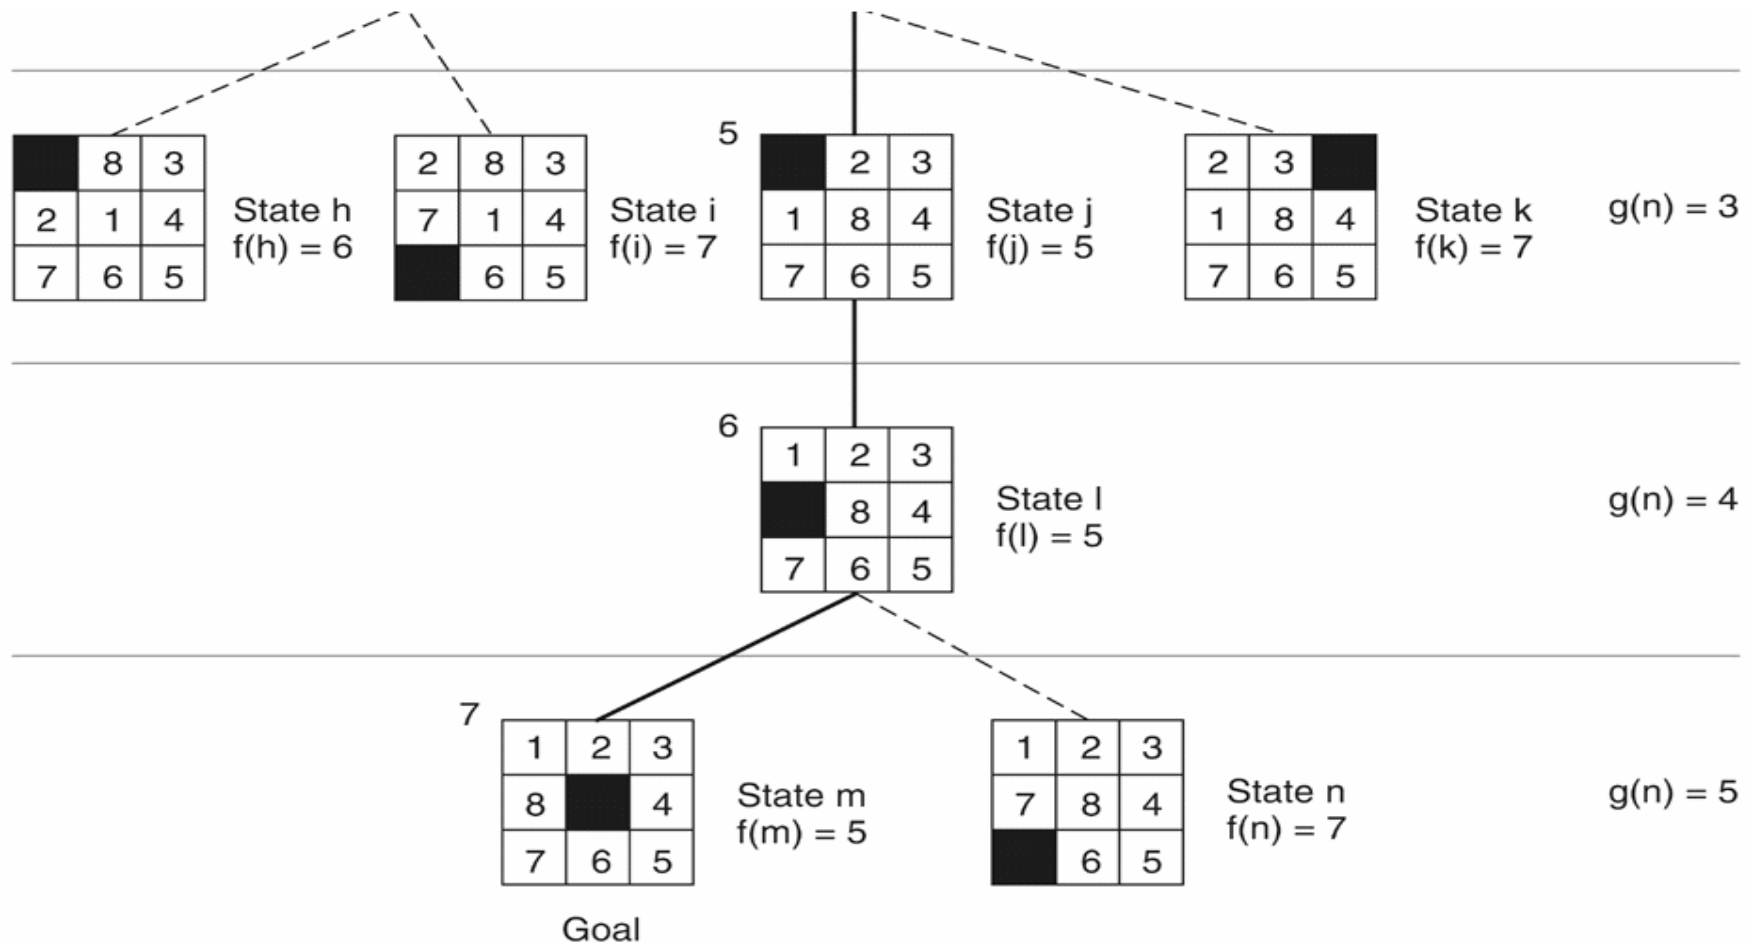 5
8 3
2 8 3
2 3
2 3
2 1 4
State h
7 1 4
State i
1 8 4
State j
1 8 4
State k
g(n) = 3
f(h) = 6
f(i) = 7
f(j) = 5
f(k) = 7
7 6 5
6 5
7 6 5
7 6 5
6
1 2 3
8 4
State l
g(n) = 4
f(l) = 5
7 6 5
7
1 2 3
1 2 3
8 4
State m
7 8 4
State n
g(n) = 5
f(m) = 5
f(n) = 7
7 6 5
6 5
Goal